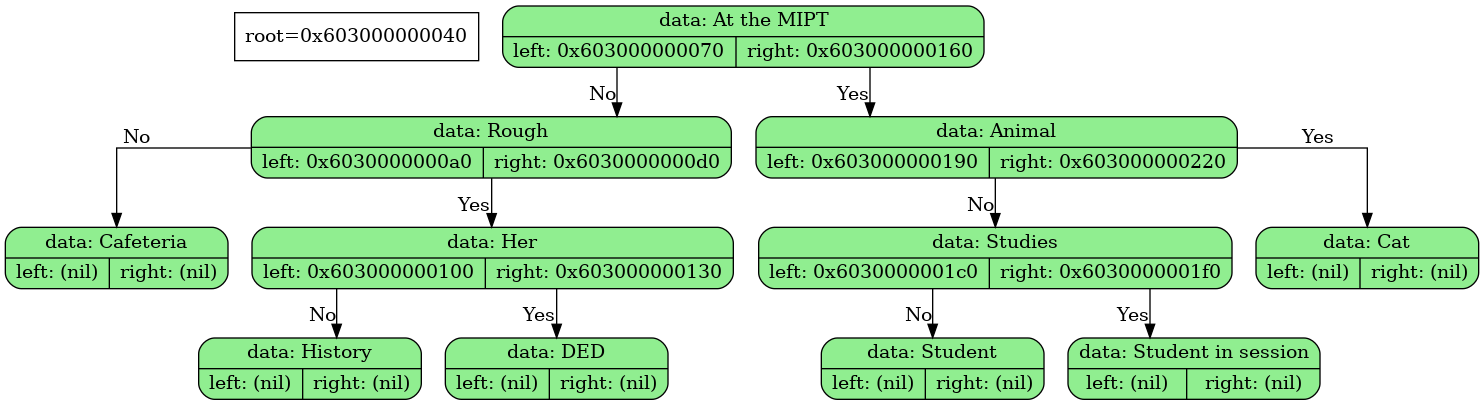 root=0x603000000040
data: At the MIPT
left: 0x603000000070 right: 0x603000000160
No Yes
data: Rough
left: 0x6030000000a0 right: 0x6030000000d0
data: Animal
left: 0x603000000190 right: 0x603000000220
No Yes No Yes
data: Cafeteria
left: (nil) right: (nil)
data: Her
left: 0x603000000100 right: 0x603000000130
data: Studies
left: 0x6030000001c0 right: 0x6030000001f0
data: Cat
left: (nil) right: (nil)
No Yes No Yes
data: History
left: (nil) right: (nil)
data: DED
left: (nil) right: (nil)
data: Student
left: (nil) right: (nil)
data: Student in session
left: (nil) right: (nil)